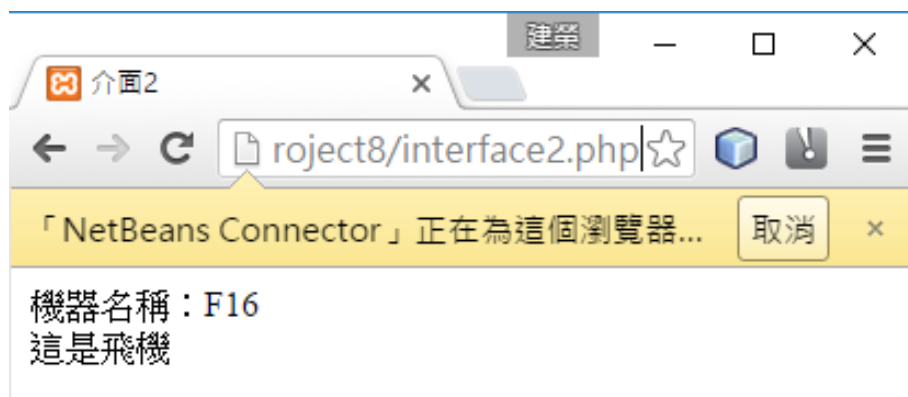 建榮
介面2
roject8/interface2.php
「NetBeans Connector」正在為這個瀏覽器... 取消
機器名稱：F16
這是飛機